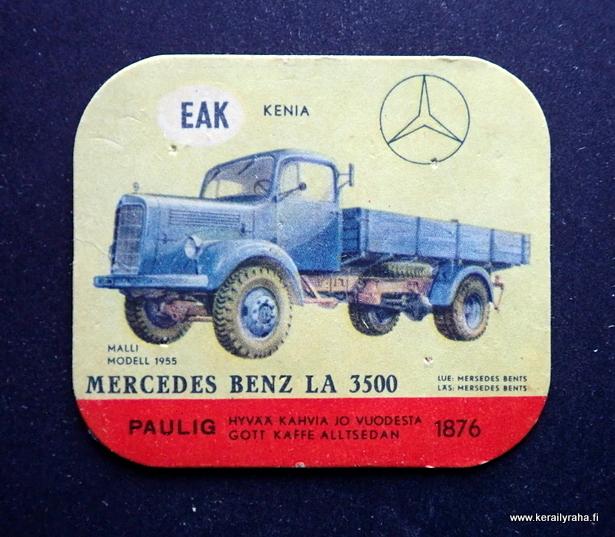 EAK KENIA
MALLI
MODELL 1955
MERCEDES BENZ LA 3500
LUE: MERSEDES BENTS
LÄS: MERSEDES BENTS
PAULIG HYVÄÄ KAHVIA JO VUODESTA 1876
GOTT KAFFE ALLTSEDAN
www.kerailyraha.fi